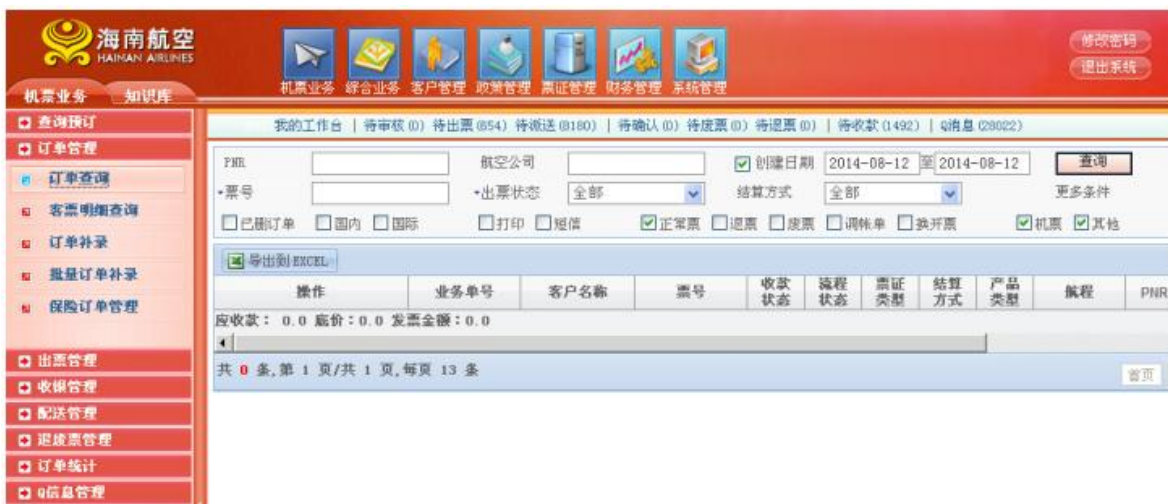 海南航空
HAINAN AIRLINES
机票业务 综合业务 客户管理 政策管理 票证管理 财务管理 系统管理
修改密码
退出系统
机票业务 知识库
查询预订
订单管理
订单查询
客票明细查询
订单补录
批量订单补录
保险订单管理
出票管理
收银管理
配送管理
退废票管理
订单统计
Q信息管理
我的工作台 | 待审核(0) 待出票(654) 待派送(8180) | 待确认(0) 待废票(0) 待退票(0) | 待收款(1492) | Q消息(28022)
PNR 航空公司 创建日期 2014-08-12 至 2014-08-12 查询
*票号 *出票状态 全部 结算方式 全部 更多条件
已删订单 国内 国际 打印 短信 正常票 退票 废票 调帐单 换开票 机票 其他
导出到EXCEL
操作 业务单号 客户名称 票号 收款状态 流程状态 票证类型 结算方式 产品类型 航程 PNR
应收款: 0.0 底价:0.0 发票金额:0.0
共 0 条,第 1 页/共 1 页,每页 13 条
首页